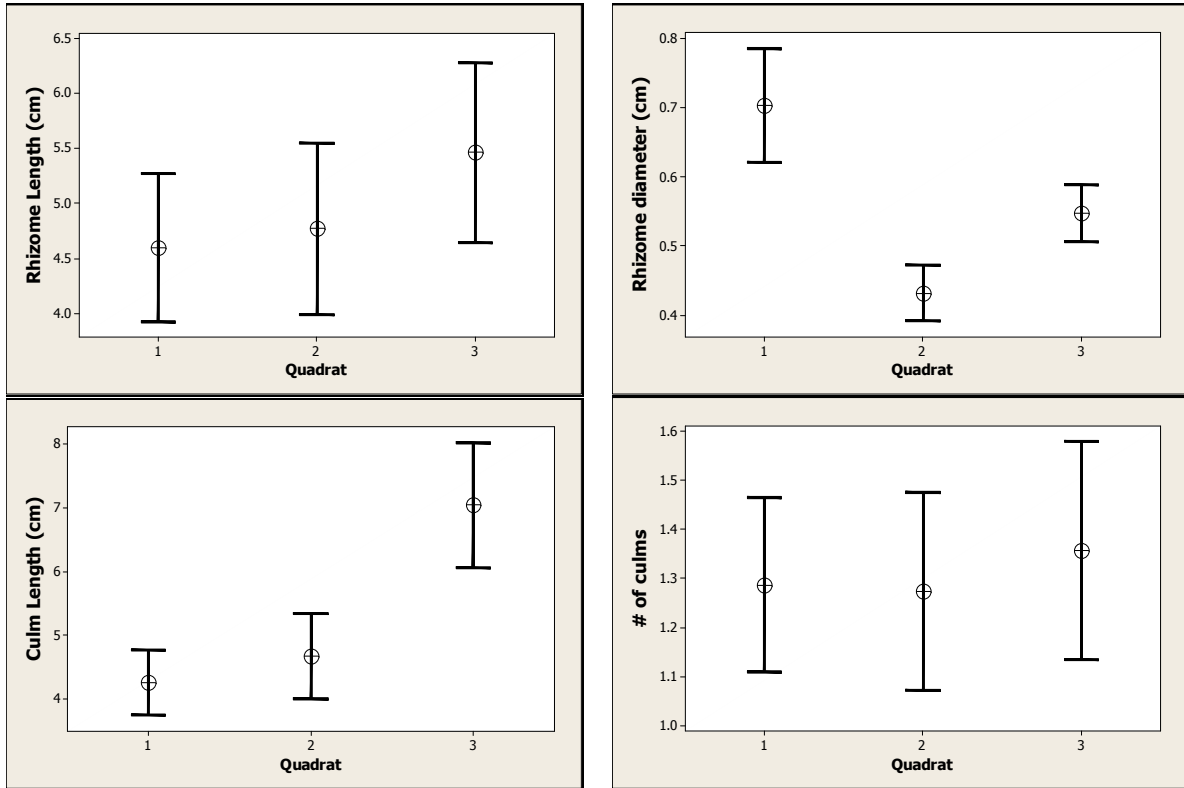 Rhizome Length (cm)
6.5
6.0
5.5
5.0
4.5
4.0
1 2 3
Quadrat
Rhizome diameter (cm)
0.8
0.7
0.6
0.5
0.4
1 2 3
Quadrat
Culm Length (cm)
8
7
6
5
4
1 2 3
Quadrat
# of culms
1.6
1.5
1.4
1.3
1.2
1.1
1.0
1 2 3
Quadrat